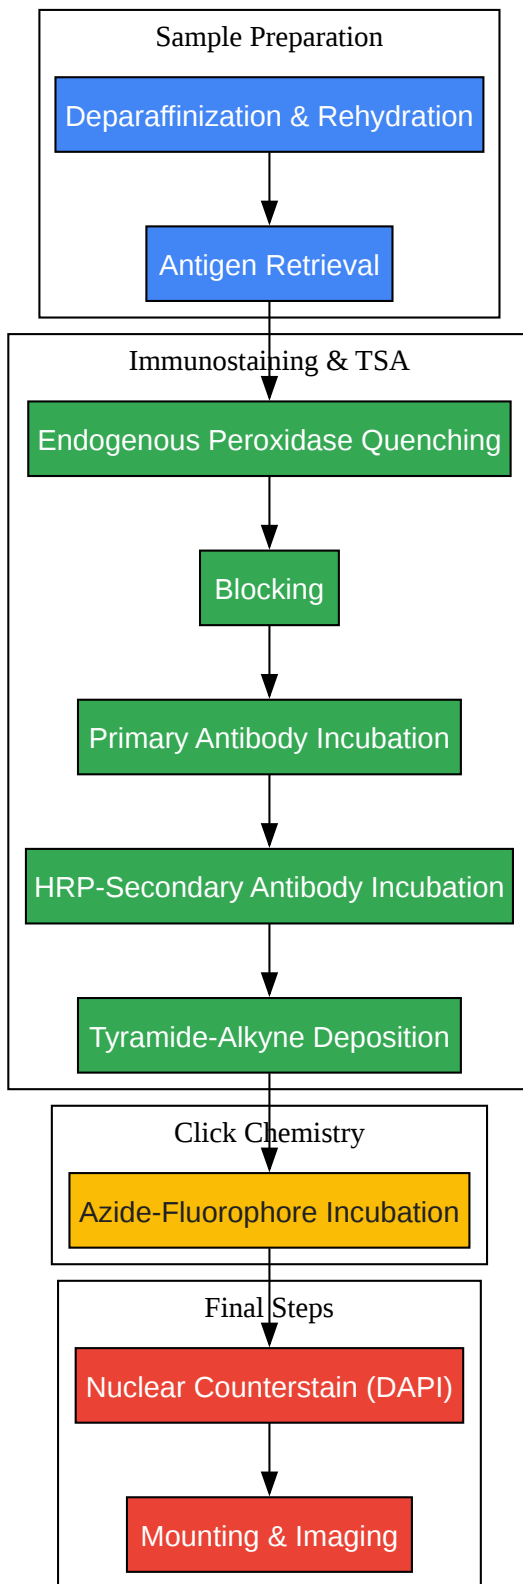 Sample Preparation
Deparaffinization & Rehydration
Antigen Retrieval
Immunostaining & TSA
Endogenous Peroxidase Quenching
Blocking
Primary Antibody Incubation
HRP-Secondary Antibody Incubation
Tyramide-Alkyne Deposition
Click Chemistry
Azide-Fluorophore Incubation
Final Steps
Nuclear Counterstain (DAPI)
Mounting & Imaging